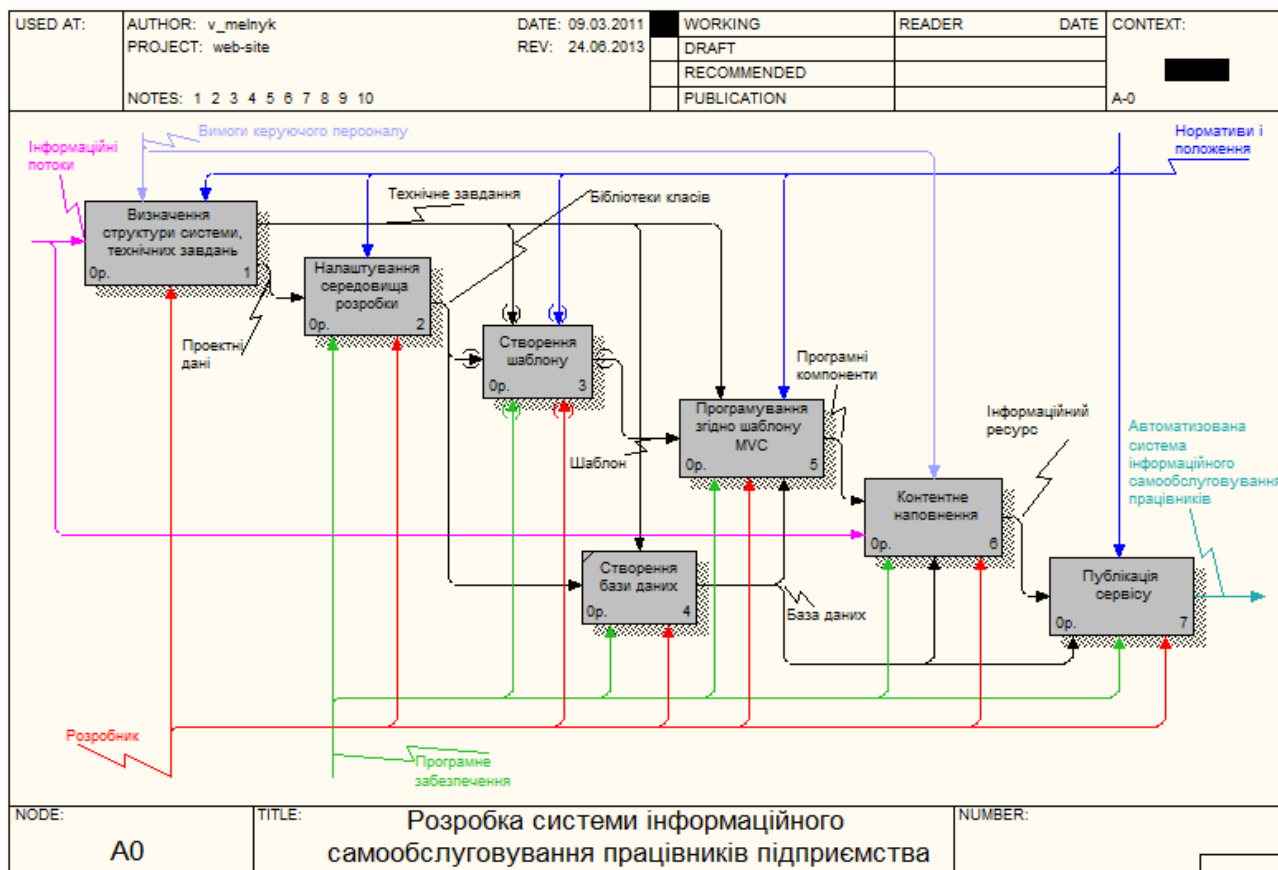 USED AT:
AUTHOR: v_melnyk
DATE: 09.03.2011
PROJECT: web-site
REV: 24.06.2013
NOTES: 1 2 3 4 5 6 7 8 9 10
WORKING
DRAFT
RECOMMENDED
PUBLICATION
READER
DATE
CONTEXT:
A-0
Вимоги керуючого персоналу
Інформаційні
потоки
Нормативи і
положення
Технічне завдання
Бібліотеки класів
Визначення
структури системи,
технічних завдань
0р.
1
Налаштування
середовища
розробки
0р.
2
Проектні
дані
Створення
шаблону
0р.
3
Програмні
компоненти
Програмування
згідно шаблону
MVC
0р.
5
Шаблон
Інформаційний
ресурс
Автоматизована
система
інформаційного
самообслуговування
працівників
Контентне
наповнення
0р.
6
Створення
бази даних
0р.
4
База даних
Публікація
сервісу
0р.
7
Розробник
Програмне
забезпечення
NODE:
A0
TITLE:
Розробка системи інформаційного
самообслуговування працівників підприємства
NUMBER: